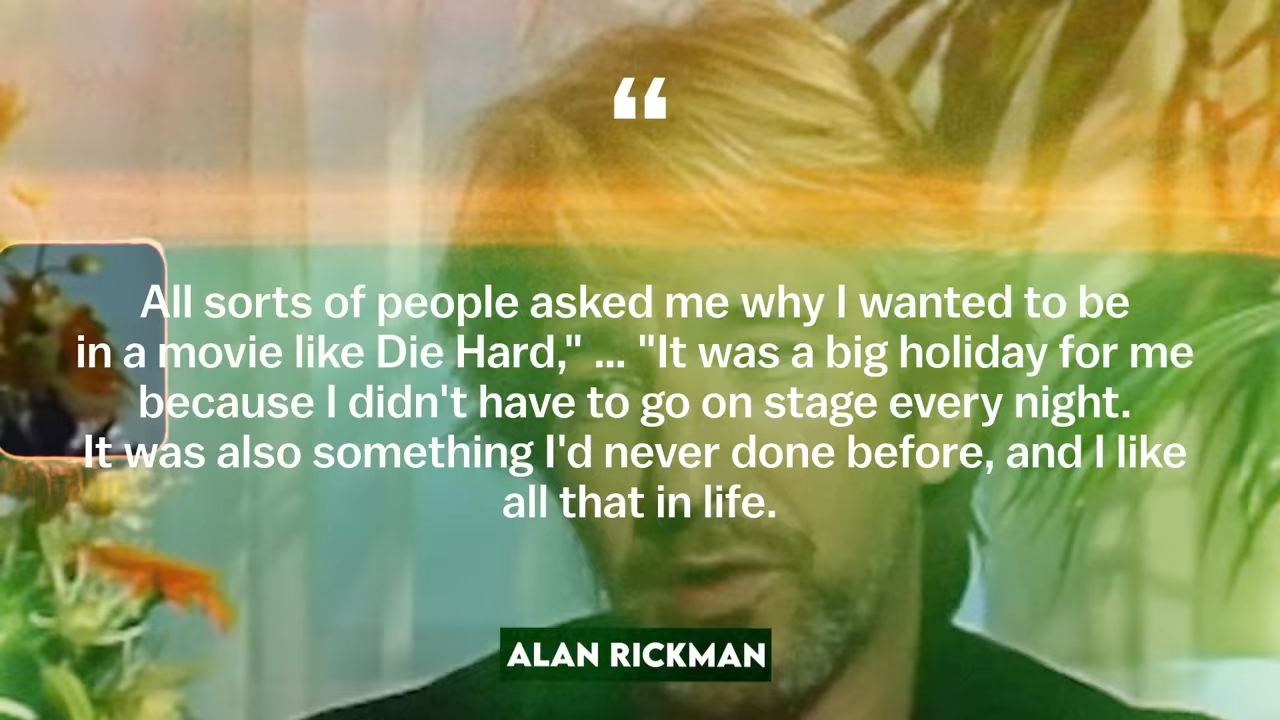 “
All sorts of people asked me why I wanted to be
in a movie like Die Hard," ... "It was a big holiday for me
because I didn't have to go on stage every night.
It was also something I'd never done before, and I like
all that in life.
ALAN RICKMAN